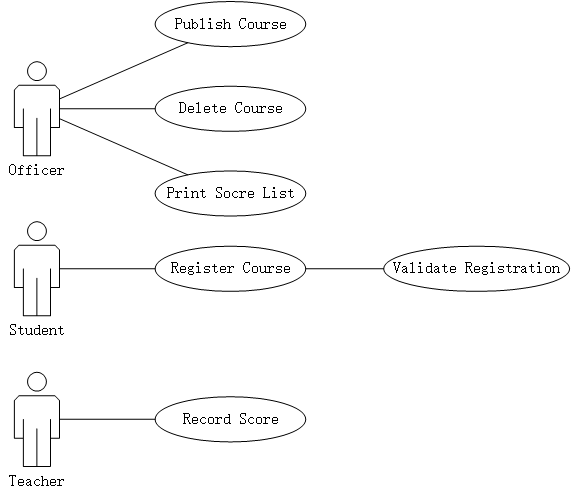 Publish Course
Delete Course
Officer
Print Socre List
Register Course
Validate Registration
Student
Record Score
Teacher